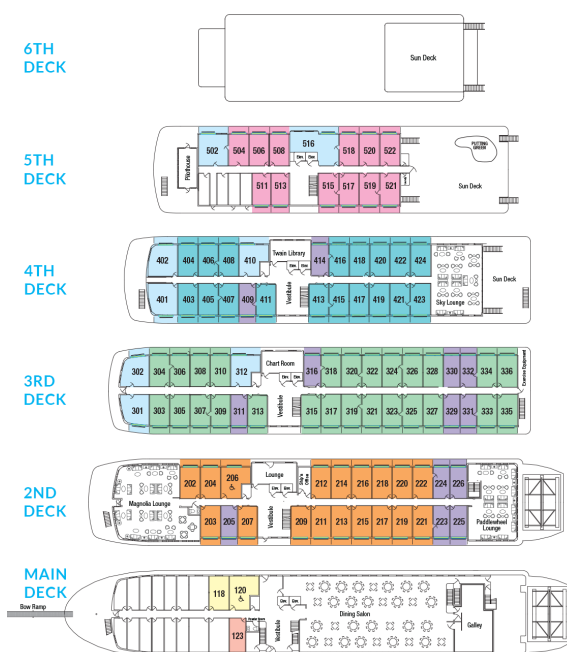 6TH
DECK
Sun Deck
5TH
DECK
Pilothouse
502 504 506 508 516 518 520 522
Elev. Elev.
PUTTING
GREEN
511 513 515 517 519 521
Sun Deck
4TH
DECK
402 404 406 408 410 Twain Library 414 416 418 420 422 424
Elev. Elev.
Sun Deck
401 403 405 407 409 411 Vestibule 413 415 417 419 421 423 Sky Lounge
3RD
DECK
302 304 306 308 310 312 Chart Room 316 318 320 322 324 326 328 330 332 334 336
Elev. Elev.
Exercise Equipment
301 303 305 307 309 311 313 Vestibule 315 317 319 321 323 325 327 329 331 333 335
2ND
DECK
202 204 206 Lounge 212 214 216 218 220 222 224 226
Elev. Elev.
Office
Magnolia Lounge
203 205 207 Vestibule 209 211 213 215 217 219 221 223 225
Paddlewheel
Lounge
MAIN
DECK
118 120
Elev. Elev.
Bow Ramp
Dining Salon
123 Vestibule
Galley